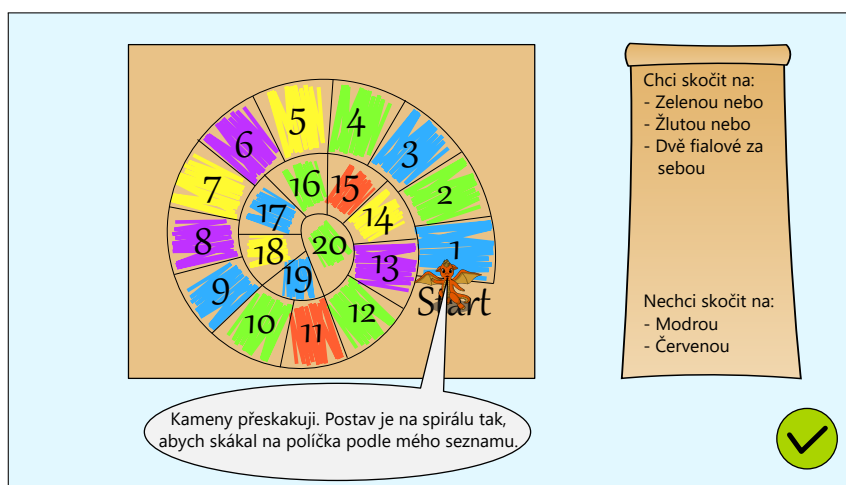 5
4
6
3
7
16
15
2
17
14
8
20
1
18
13
9
19
Start
10
12
11
Kameny přeskakuji. Postav je na spirálu tak,
abych skákal na políčka podle mého seznamu.
Chci skočit na:
- Zelenou nebo
- Žlutou nebo
- Dvě fialové za
sebou
Nechci skočit na:
- Modrou
- Červenou